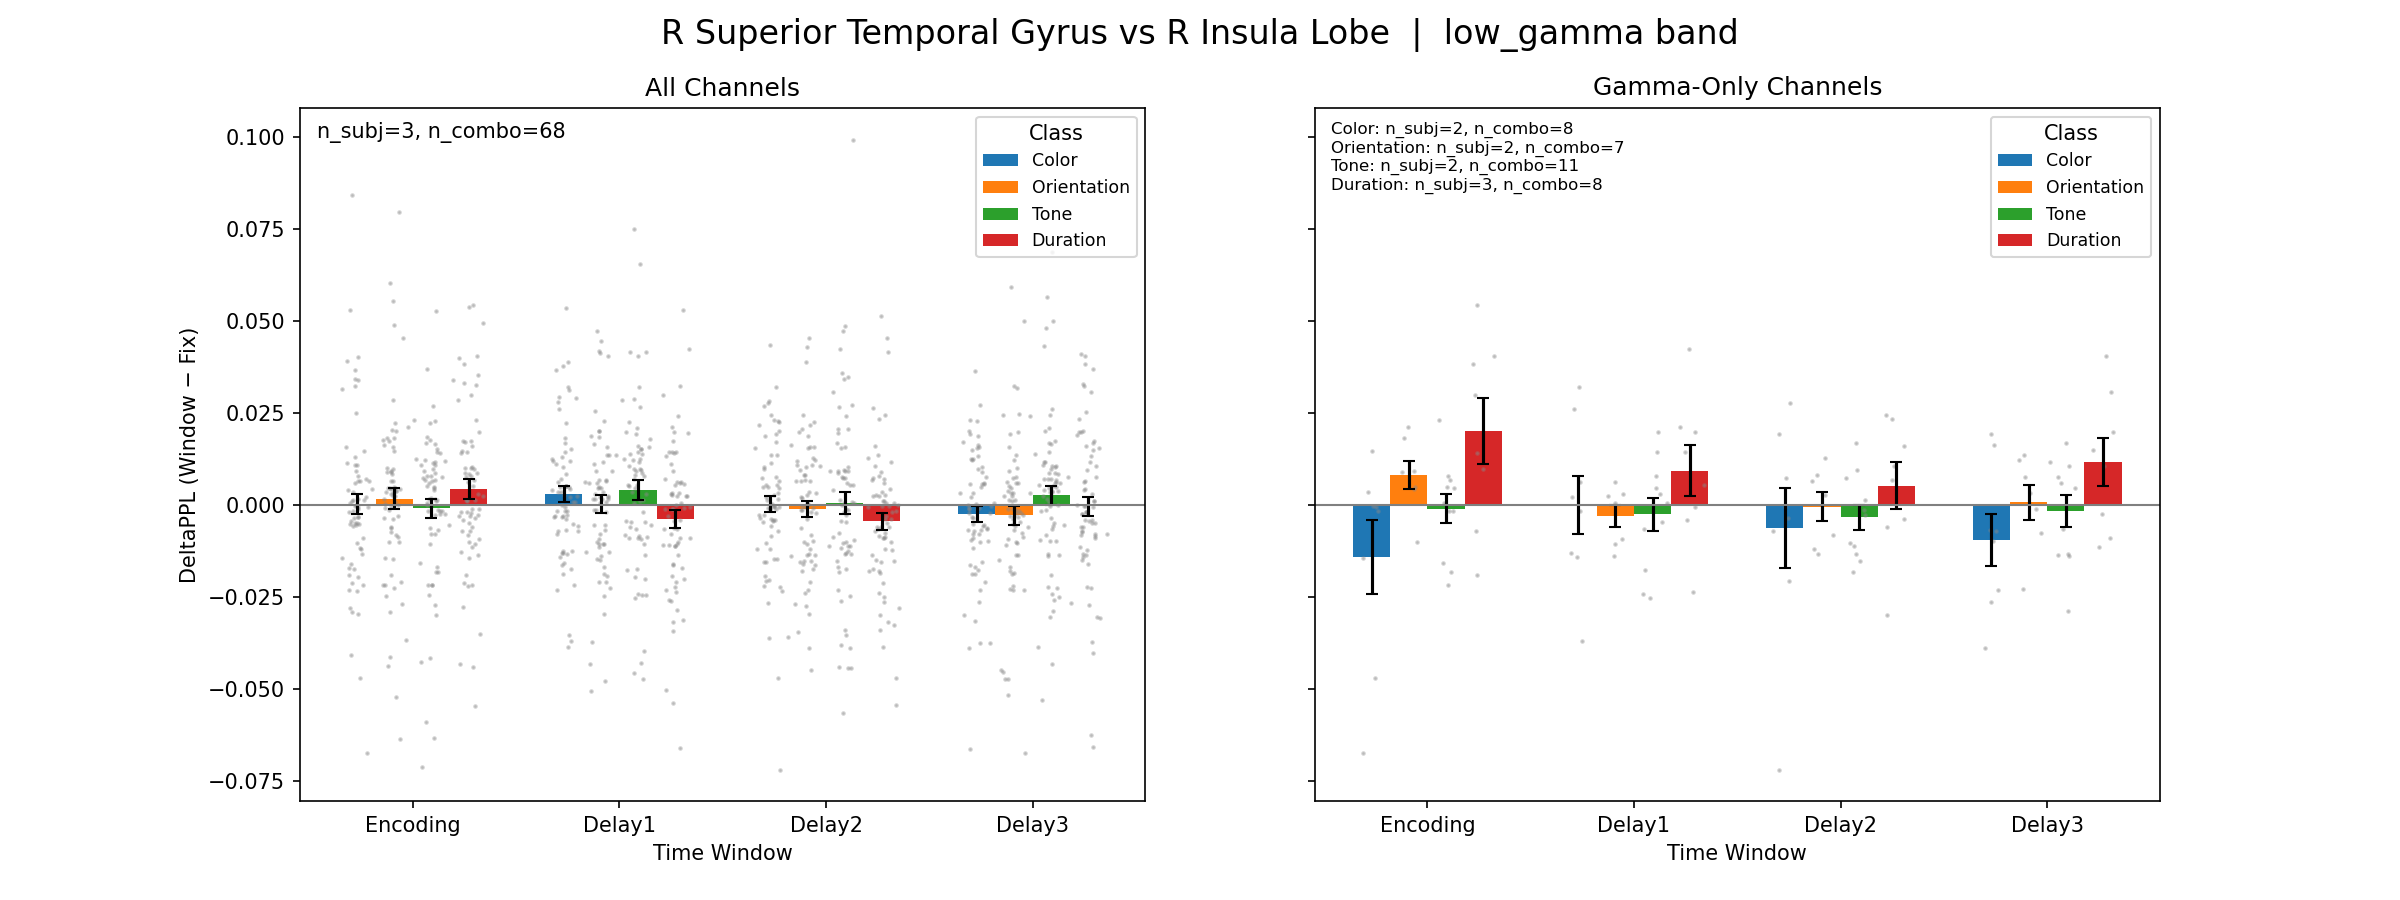 R Superior Temporal Gyrus vs R Insula Lobe | low_gamma band
All Channels
n_subj=3, n_combo=68
Class
Color
Orientation
Tone
Duration
DeltaPPL (Window − Fix)
0.100
0.075
0.050
0.025
0.000
−0.025
−0.050
−0.075
Encoding
Delay1
Delay2
Delay3
Time Window
Gamma-Only Channels
Color: n_subj=2, n_combo=8
Orientation: n_subj=2, n_combo=7
Tone: n_subj=2, n_combo=11
Duration: n_subj=3, n_combo=8
Class
Color
Orientation
Tone
Duration
Encoding
Delay1
Delay2
Delay3
Time Window